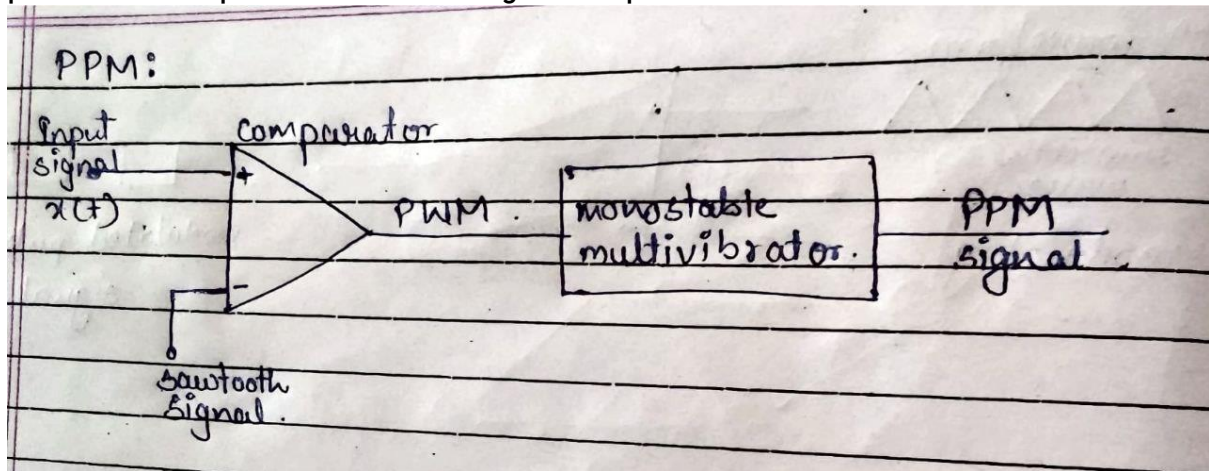 PPM:
Input
signal
x(t)
comparator
+
-
PWM.
monostable
multivibrator.
PPM
signal.
sawtooth
signal.